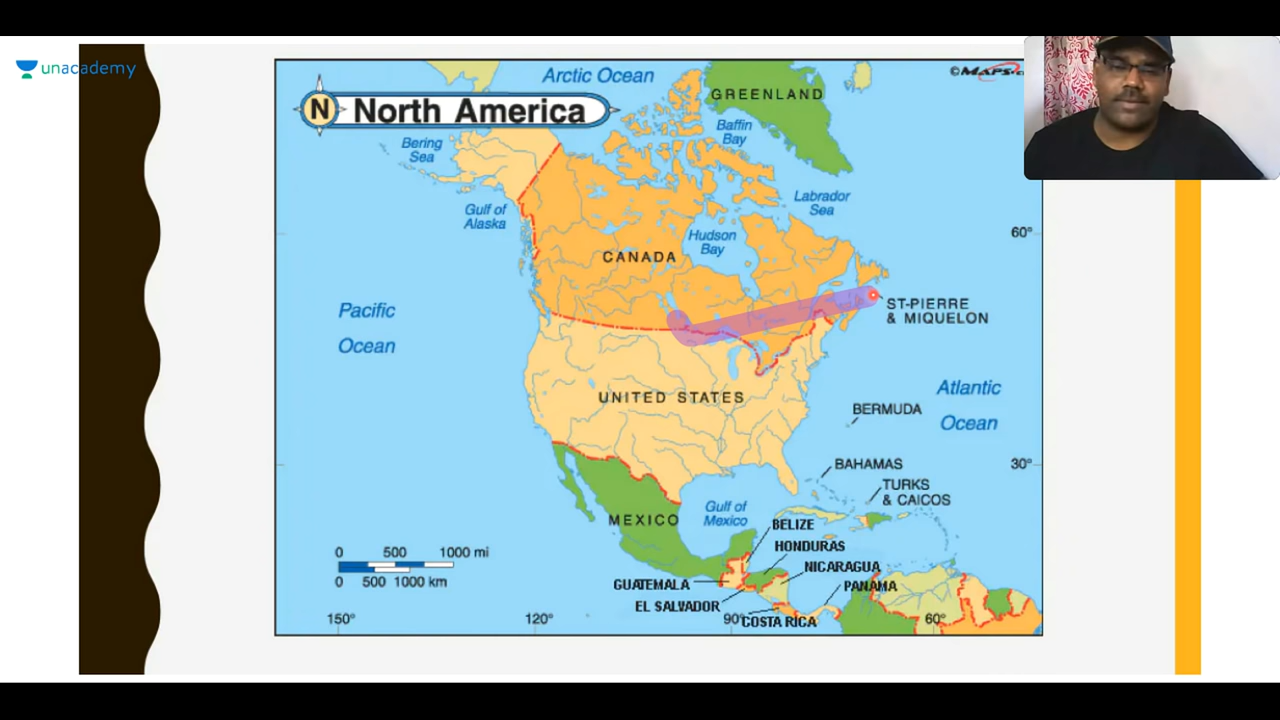 unacademy
©MAPS.c
Arctic Ocean
GREENLAND
N North America
Baffin
Bay
Bering
Sea
Labrador
Sea
Gulf of
Alaska
60°
Hudson
Bay
CANADA
ST-PIERRE
& MIQUELON
Pacific
Ocean
Atlantic
Ocean
UNITED STATES
BERMUDA
30°
BAHAMAS
TURKS
& CAICOS
Gulf of
Mexico
MEXICO
BELIZE
HONDURAS
0 500 1000 mi
0 500 1000 km
NICARAGUA
GUATEMALA
PANAMA
EL SALVADOR
COSTA RICA
150° 120° 90° 60°